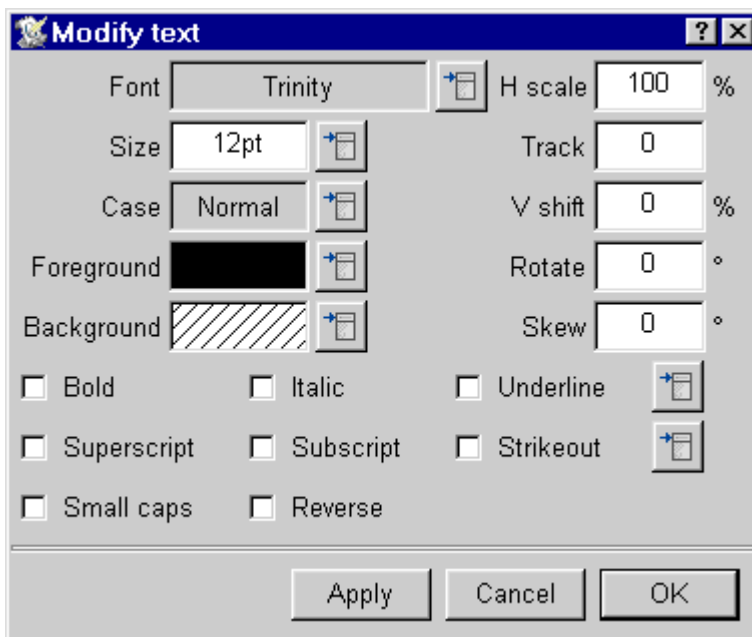 Modify text ? X
Font Trinity H scale 100 %
Size 12pt Track 0
Case Normal V shift 0 %
Foreground Rotate 0 °
Background Skew 0 °
Bold Italic Underline
Superscript Subscript Strikeout
Small caps Reverse
Apply Cancel OK